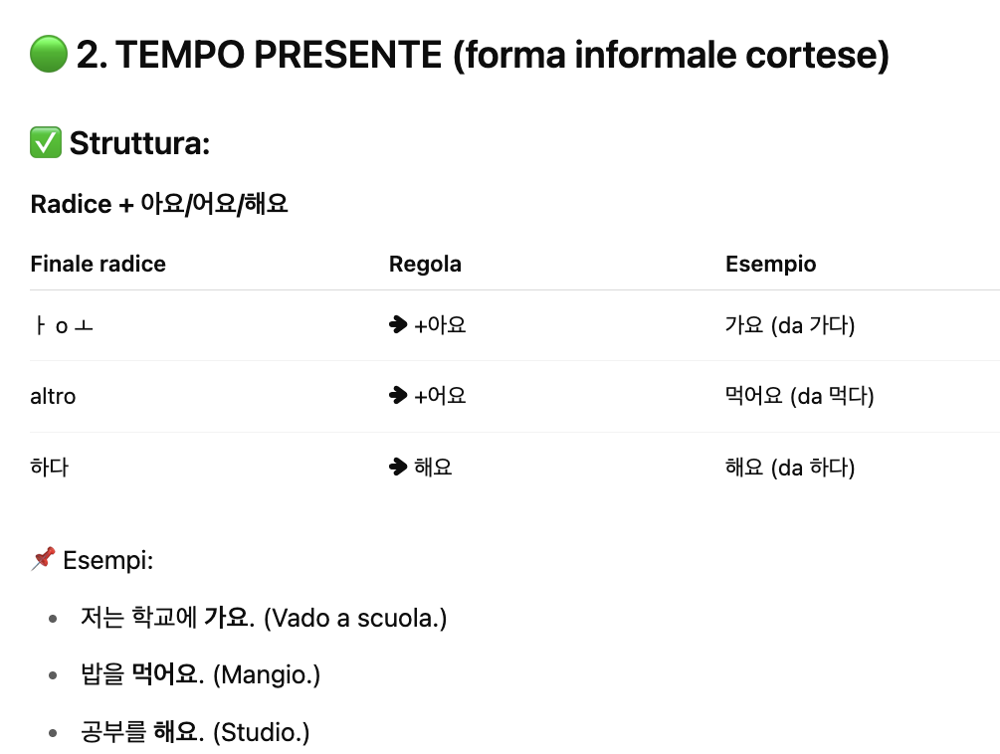 🟢 2. TEMPO PRESENTE (forma informale cortese)
✅ Struttura:
Radice + 아요/어요/해요
Finale radice Regola Esempio
ㅏ o ㅗ 🡺 +아요 가요 (da 가다)
altro 🡺 +어요 먹어요 (da 먹다)
하다 🡺 해요 해요 (da 하다)
📌 Esempi:
• 저는 학교에 가요. (Vado a scuola.)
• 밥을 먹어요. (Mangio.)
• 공부를 해요. (Studio.)